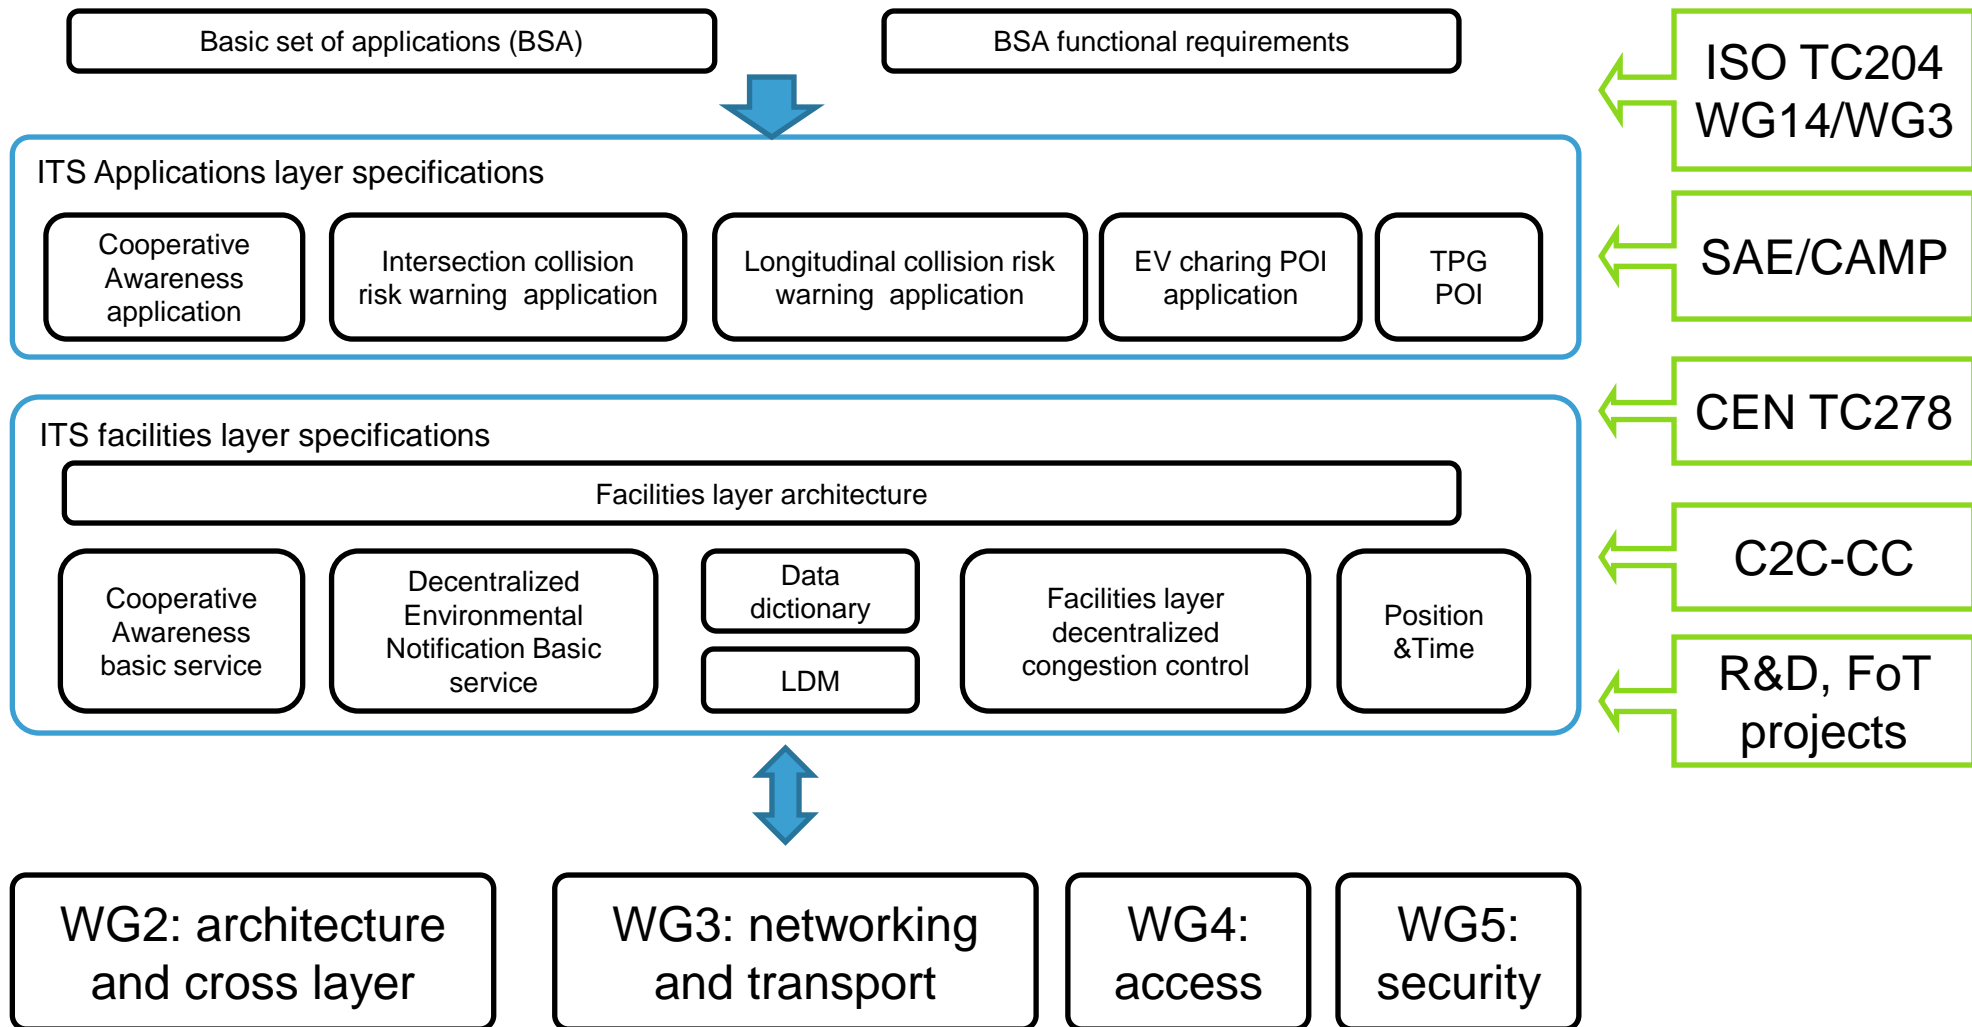 Basic set of applications (BSA)
BSA functional requirements
ITS Applications layer specifications
Cooperative
Awareness
application
Intersection collision
risk warning  application
Longitudinal collision risk
warning  application
EV charing POI
application
TPG
POI
ITS facilities layer specifications
Facilities layer architecture
Cooperative
Awareness
basic service
Decentralized
Environmental
Notification Basic
service
Data
dictionary
LDM
Facilities layer
decentralized
congestion control
Position
&Time
WG2: architecture
and cross layer
WG3: networking
and transport
WG4:
access
WG5:
security
ISO TC204
WG14/WG3
SAE/CAMP
CEN TC278
C2C-CC
R&D, FoT
projects